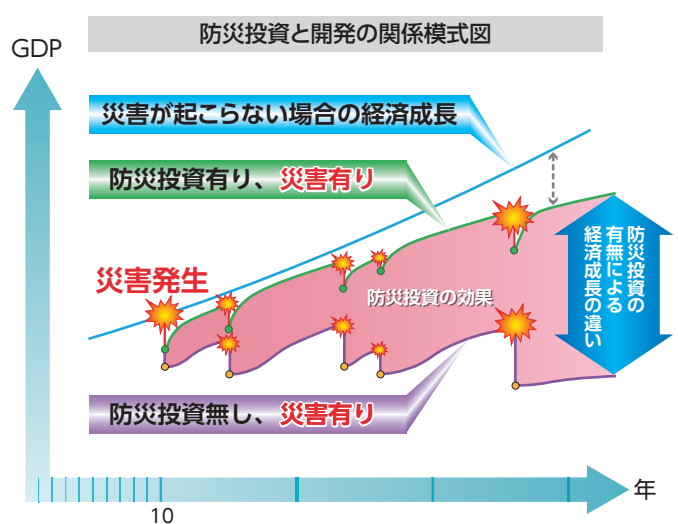 防災投資と開発の関係模式図
GDP
災害が起こらない場合の経済成長
防災投資有り、災害有り
災害発生
防災投資の効果
防災投資の
有無による
経済成長の違い
防災投資無し、災害有り
年
10